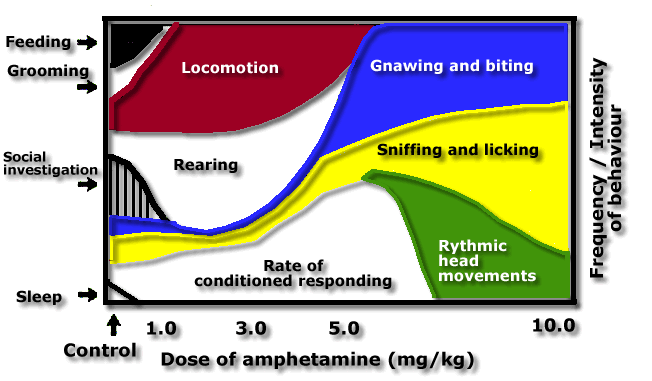 Feeding
Grooming
Locomotion
Gnawing and biting
Social
investigation
Rearing
Sniffing and licking
Frequency / Intensity
of behaviour
Rythmic
head
movements
Rate of
conditioned responding
Sleep
Control
1.0
3.0
5.0
10.0
Dose of amphetamine (mg/kg)